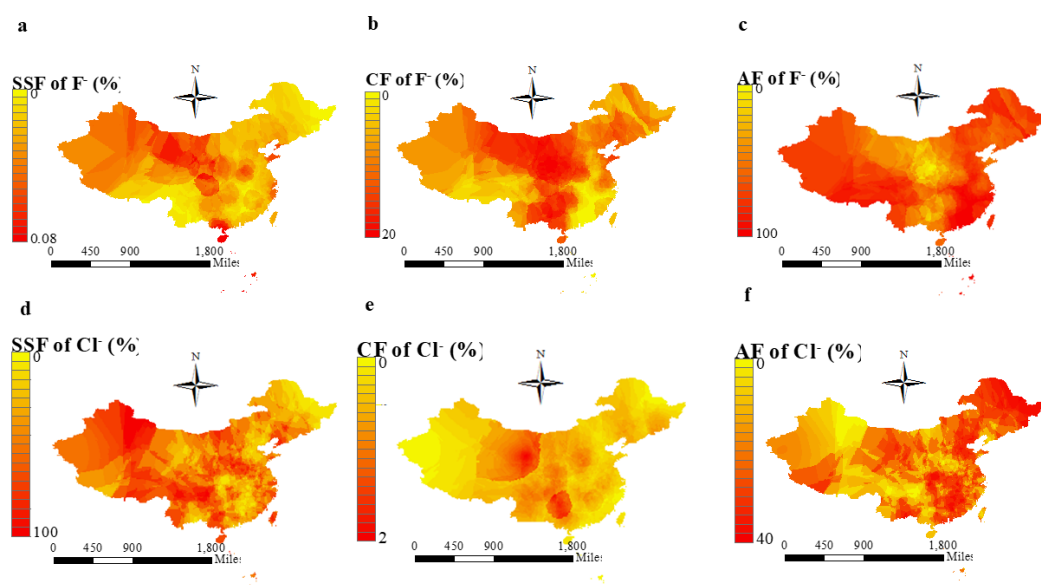 a
b
c
SSF of F- (%)
CF of F- (%)
AF of F- (%)
N
N
N
0
0
0
0.08
20
100
0 450 900 1,800
Miles
0 450 900 1,800
Miles
0 450 900 1,800
Miles
d
e
f
SSF of Cl- (%)
CF of Cl- (%)
AF of Cl- (%)
N
N
N
0
0
0
100
2
40
0 450 900 1,800
Miles
0 450 900 1,800
Miles
0 450 900 1,800
Miles